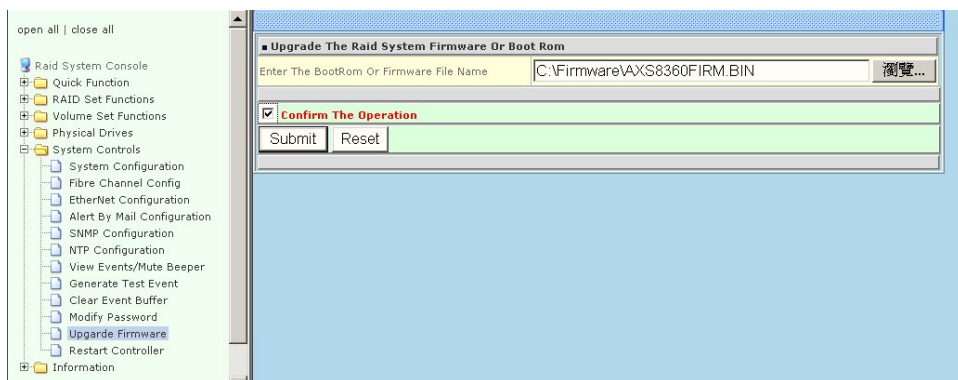 open all | close all
Raid System Console
Quick Function
RAID Set Functions
Volume Set Functions
Physical Drives
System Controls
System Configuration
Fibre Channel Config
EtherNet Configuration
Alert By Mail Configuration
SNMP Configuration
NTP Configuration
View Events/Mute Beeper
Generate Test Event
Clear Event Buffer
Modify Password
Upgarde Firmware
Restart Controller
Information
Upgrade The Raid System Firmware Or Boot Rom
Enter The BootRom Or Firmware File Name
C:\Firmware\AXS8360FIRM.BIN
瀏覽...
Confirm The Operation
Submit Reset